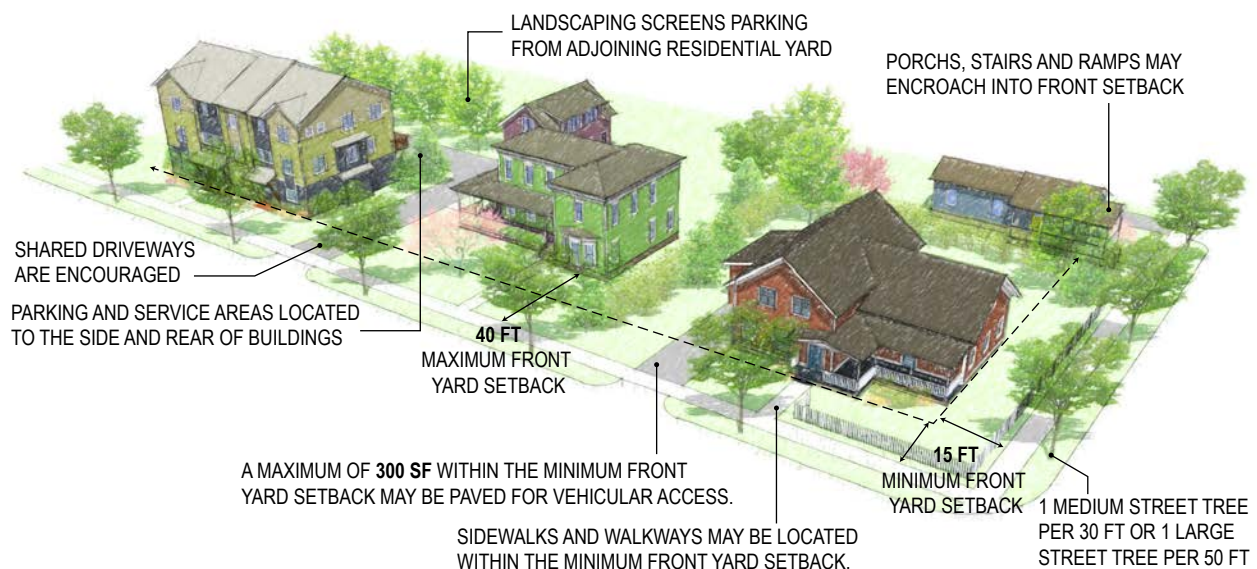 LANDSCAPING SCREENS PARKING
FROM ADJOINING RESIDENTIAL YARD
PORCHS, STAIRS AND RAMPS MAY
ENCROACH INTO FRONT SETBACK
SHARED DRIVEWAYS
ARE ENCOURAGED
PARKING AND SERVICE AREAS LOCATED
TO THE SIDE AND REAR OF BUILDINGS
40 FT
MAXIMUM FRONT
YARD SETBACK
A MAXIMUM OF 300 SF WITHIN THE MINIMUM FRONT
YARD SETBACK MAY BE PAVED FOR VEHICULAR ACCESS.
15 FT
MINIMUM FRONT
YARD SETBACK
SIDEWALKS AND WALKWAYS MAY BE LOCATED
WITHIN THE MINIMUM FRONT YARD SETBACK.
1 MEDIUM STREET TREE
PER 30 FT OR 1 LARGE
STREET TREE PER 50 FT